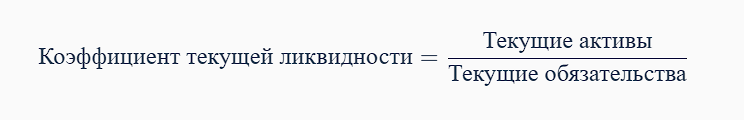 Коэффициент текущей ликвидности = Текущие активы
Текущие обязательства